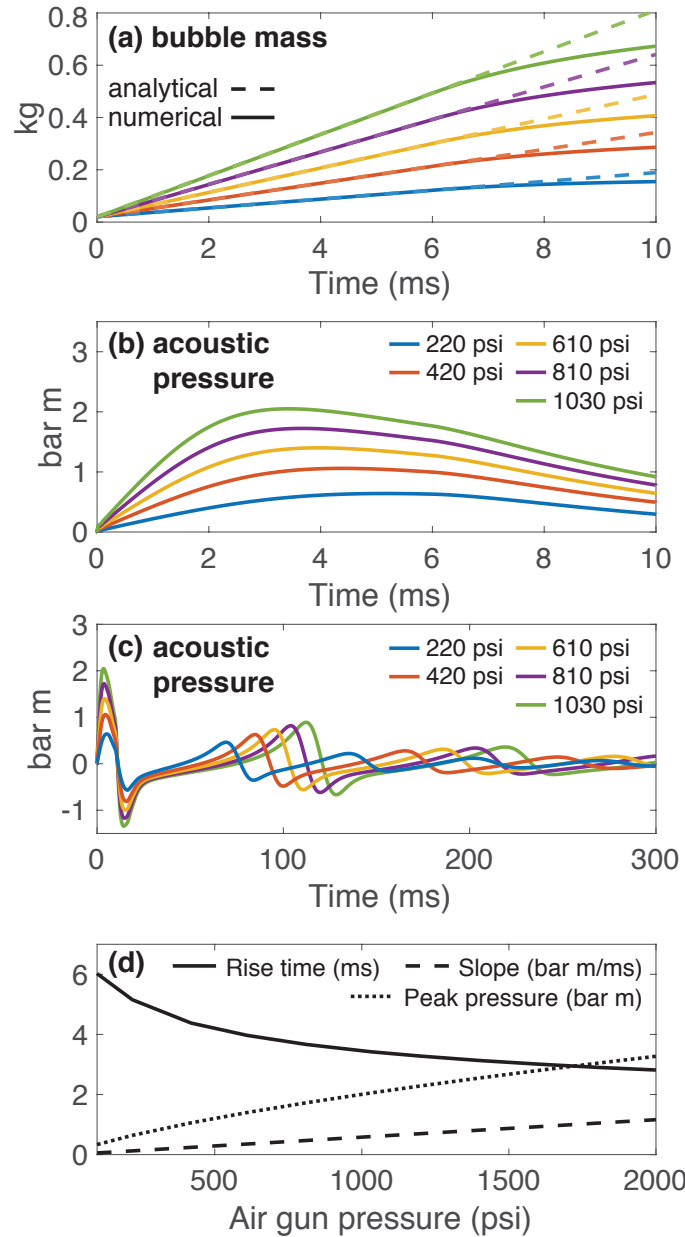 (a) bubble mass
analytical
numerical
kg
0.8
0.6
0.4
0.2
0
0 2 4 6 8 10
Time (ms)
(b) acoustic
pressure
220 psi 610 psi
420 psi 810 psi
1030 psi
bar m
3
2
1
0
0 2 4 6 8 10
Time (ms)
(c) acoustic
pressure
220 psi 610 psi
420 psi 810 psi
1030 psi
bar m
3
2
1
0
-1
0 100 200 300
Time (ms)
(d)
Rise time (ms) Slope (bar m/ms)
Peak pressure (bar m)
6
4
2
0
500 1000 1500 2000
Air gun pressure (psi)